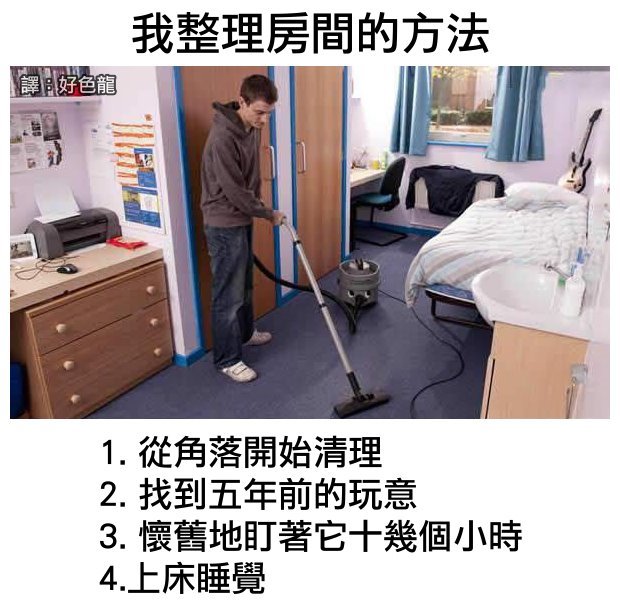 我整理房間的方法
譯：好色龍
1. 從角落開始清理
2. 找到五年前的玩意
3. 懷舊地盯著它十幾個小時
4.上床睡覺